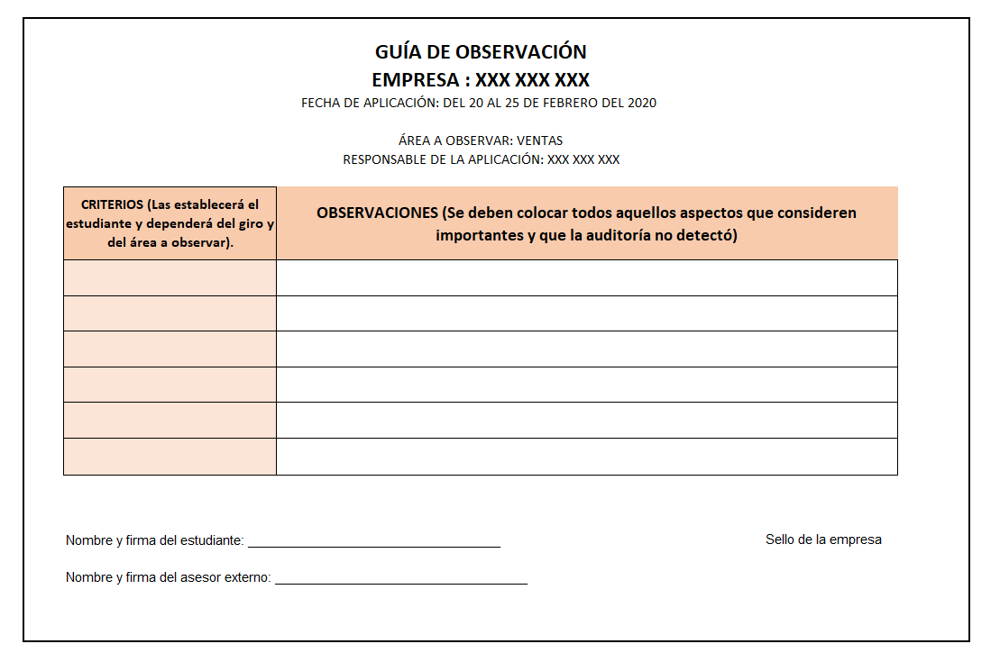 GUÍA DE OBSERVACIÓN
EMPRESA : XXX XXX XXX
FECHA DE APLICACIÓN: DEL 20 AL 25 DE FEBRERO DEL 2020
ÁREA A OBSERVAR: VENTAS
RESPONSABLE DE LA APLICACIÓN: XXX XXX XXX
CRITERIOS (Las establecerá el
estudiante y dependerá del giro y
del área a observar).
OBSERVACIONES (Se deben colocar todos aquellos aspectos que consideren
importantes y que la auditoría no detectó)
Nombre y firma del estudiante: __________________________________
Sello de la empresa
Nombre y firma del asesor externo: __________________________________